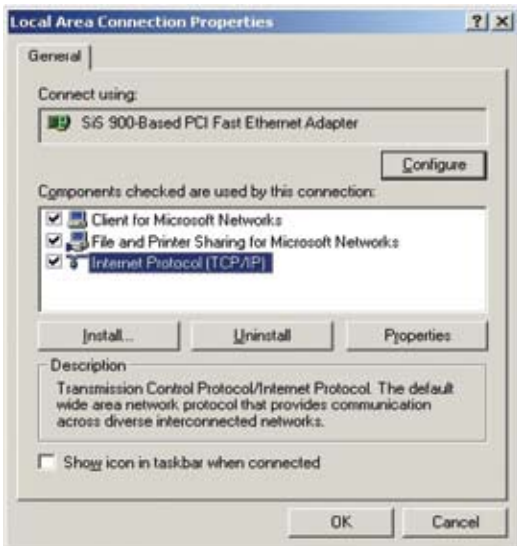 Local Area Connection Properties
General
Connect using:
SiS 900-Based PCI Fast Ethernet Adapter
Configure
Components checked are used by this connection:
Client for Microsoft Networks
File and Printer Sharing for Microsoft Networks
Internet Protocol (TCP/IP)
Install... Uninstall Properties
Description
Transmission Control Protocol/Internet Protocol. The default
wide area network protocol that provides communication
across diverse interconnected networks.
Show icon in taskbar when connected
OK Cancel